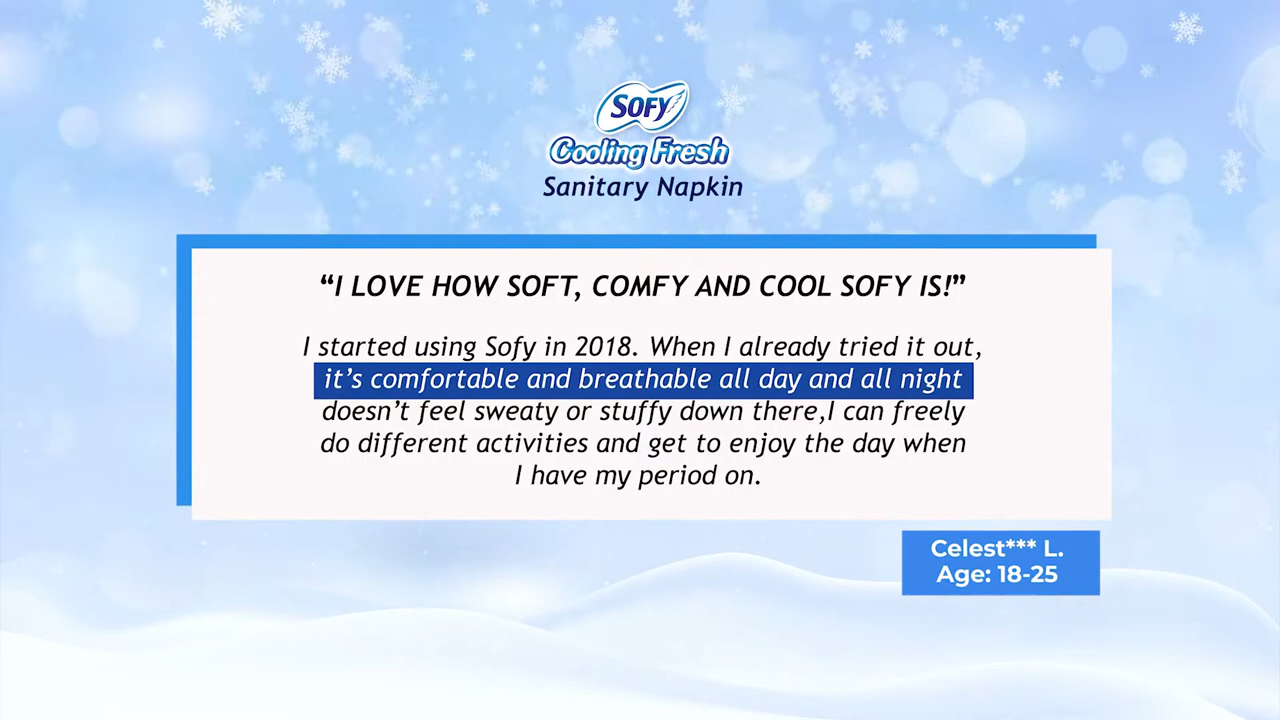 SOFY
Cooling Fresh
Sanitary Napkin
“I LOVE HOW SOFT, COMFY AND COOL SOFY IS!”
I started using Sofy in 2018. When I already tried it out,
it’s comfortable and breathable all day and all night
doesn’t feel sweaty or stuffy down there,I can freely
do different activities and get to enjoy the day when
I have my period on.
Celest*** L.
Age: 18-25